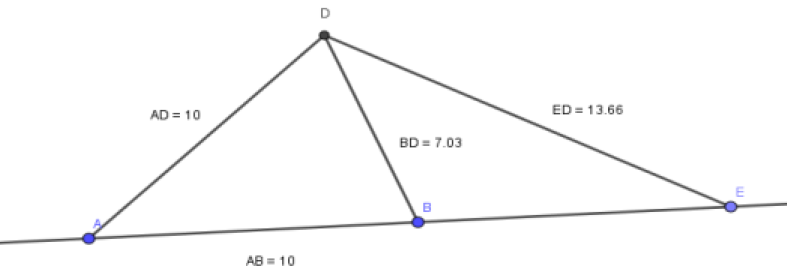 D
AD = 10
ED = 13.66
BD = 7.03
E
B
A
AB = 10